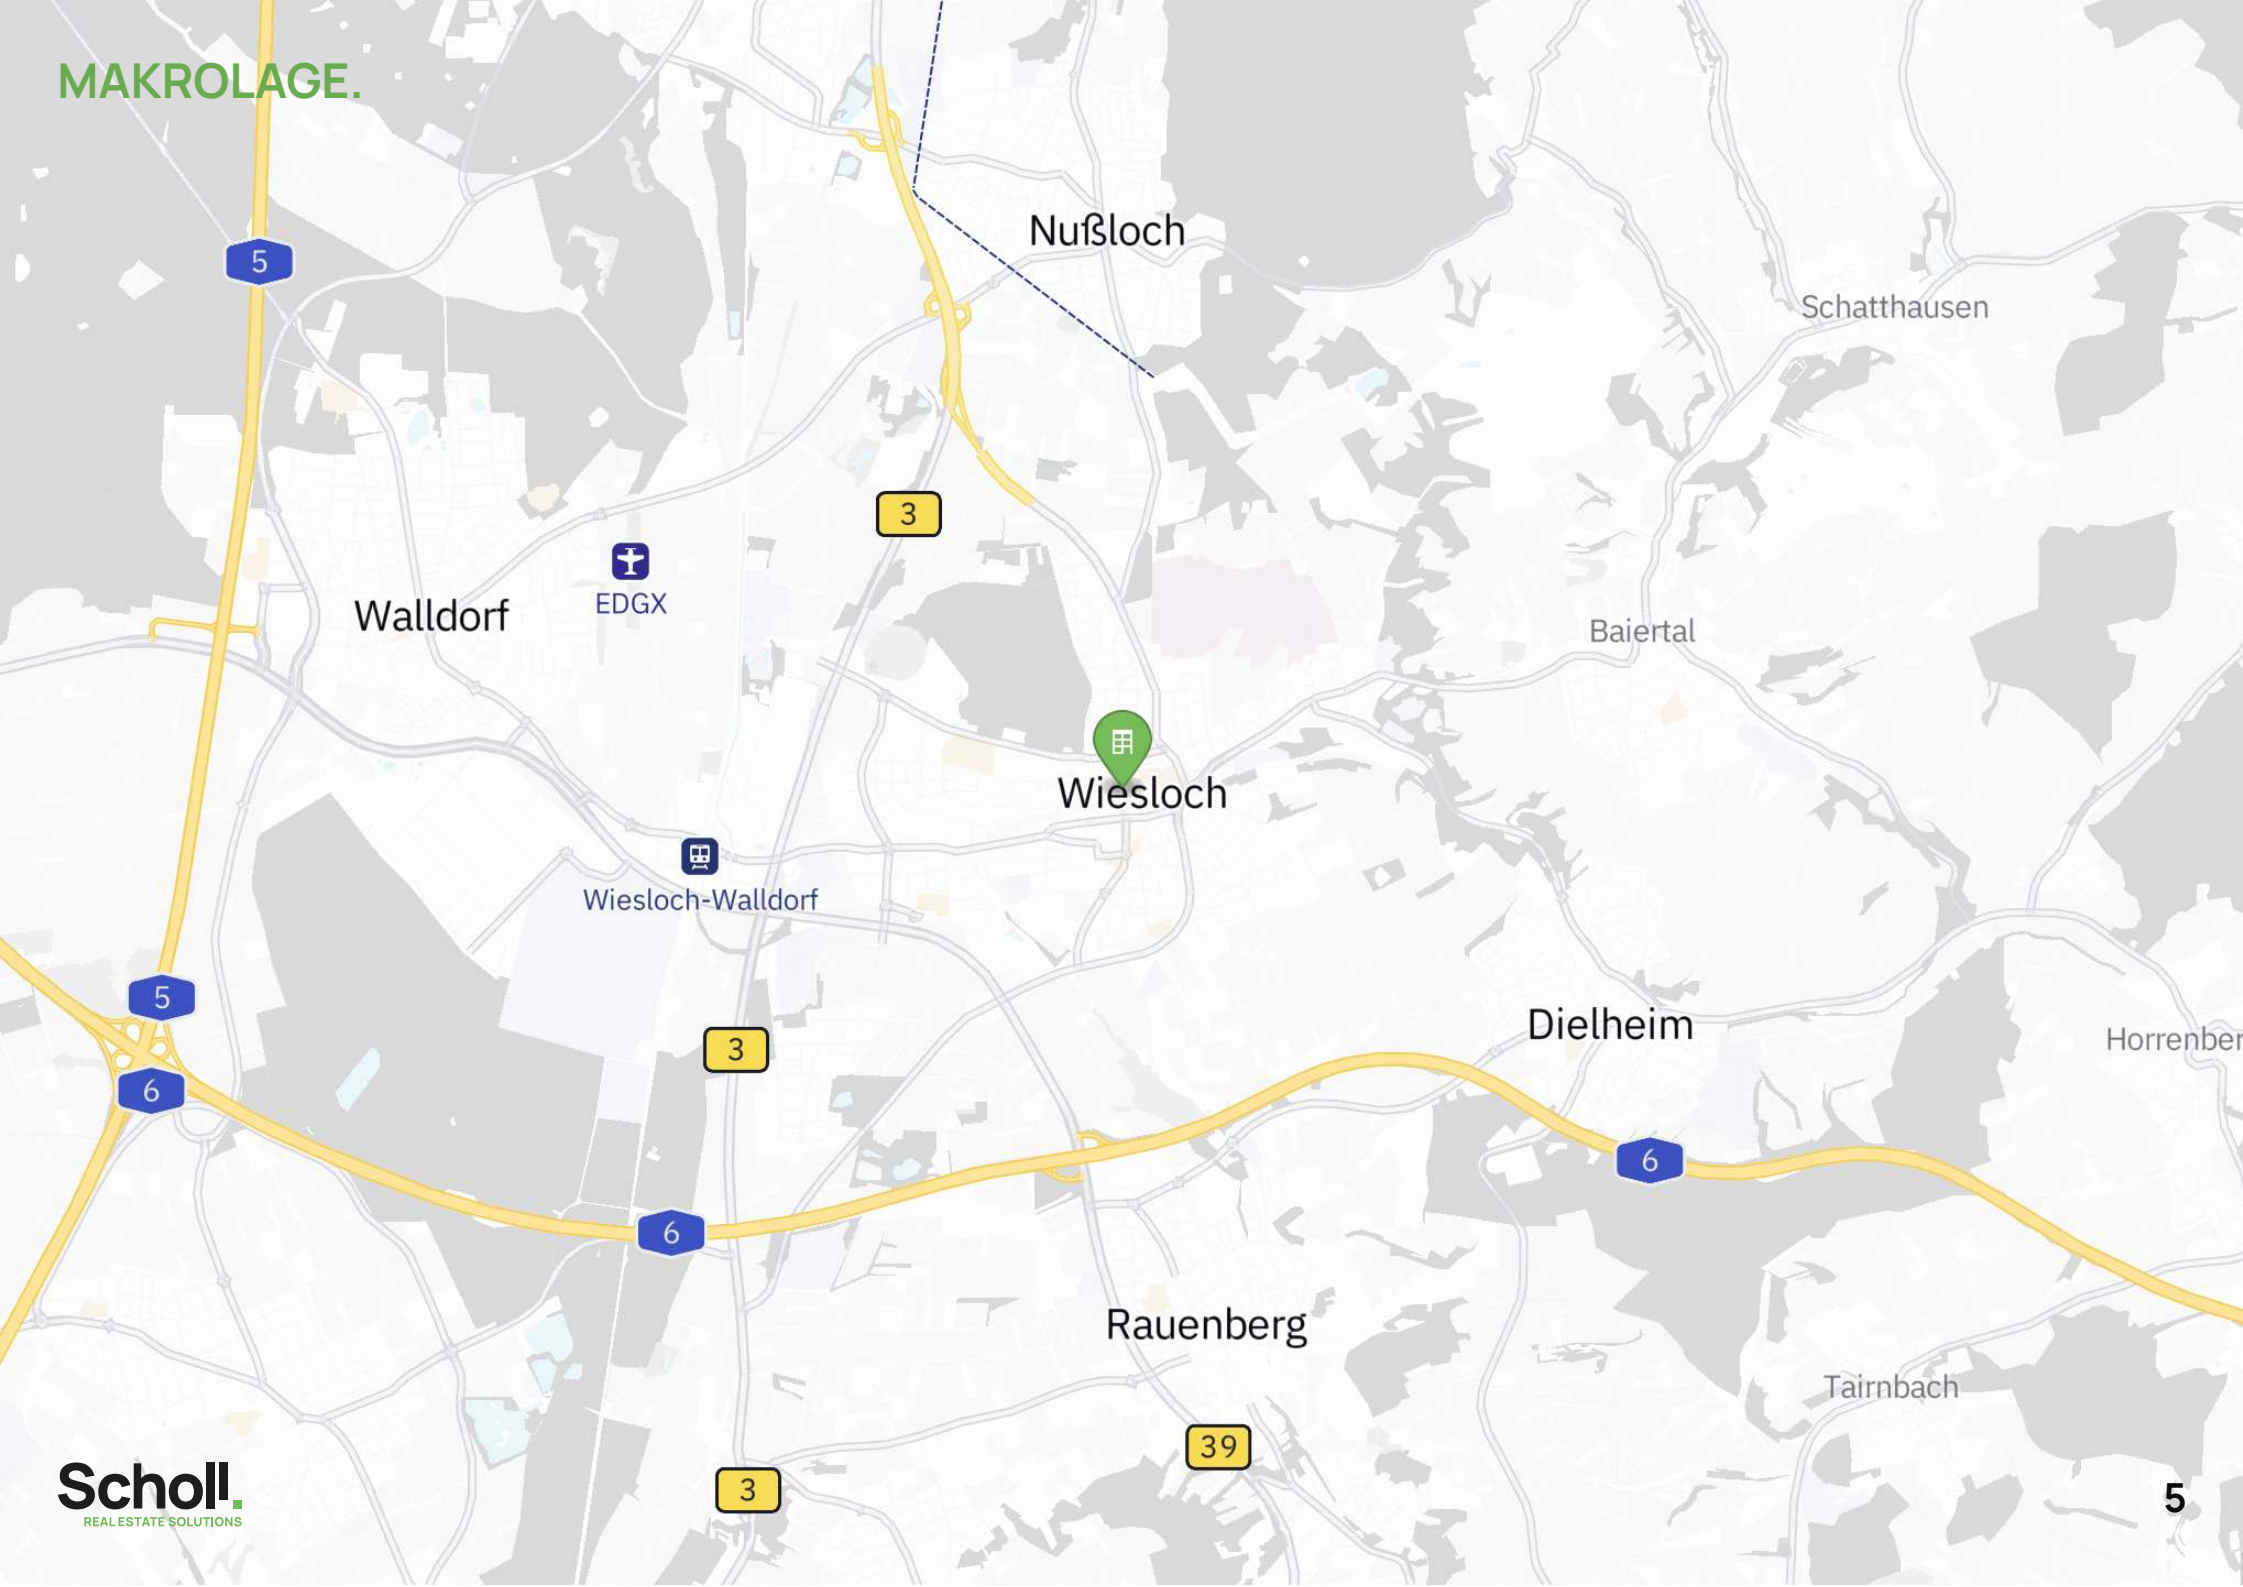 MAKROLAGE.
Nußloch
5
Schatthausen
3
EDGX
Walldorf
Baiertal
Wiesloch
Wiesloch-Walldorf
5
Dielheim
3
Horrenber
6
6
6
Rauenberg
Tairnbach
39
3
Scholl.
REAL ESTATE SOLUTIONS
5